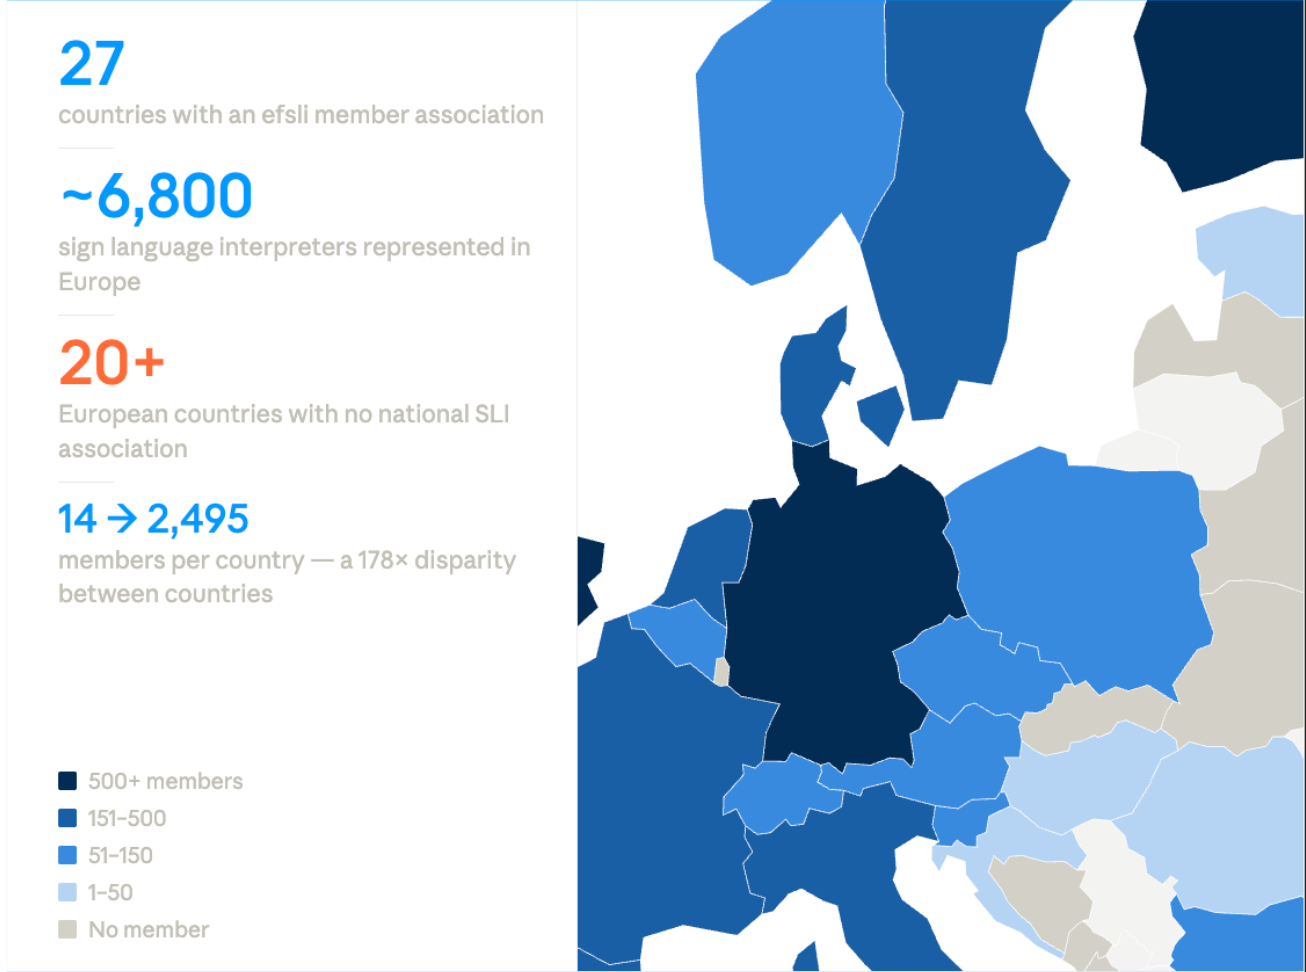 27
countries with an efsli member association
~6,800
sign language interpreters represented in
Europe
20+
European countries with no national SLI
association
14 → 2,495
members per country — a 178× disparity
between countries
500+ members
151–500
51–150
1–50
No member